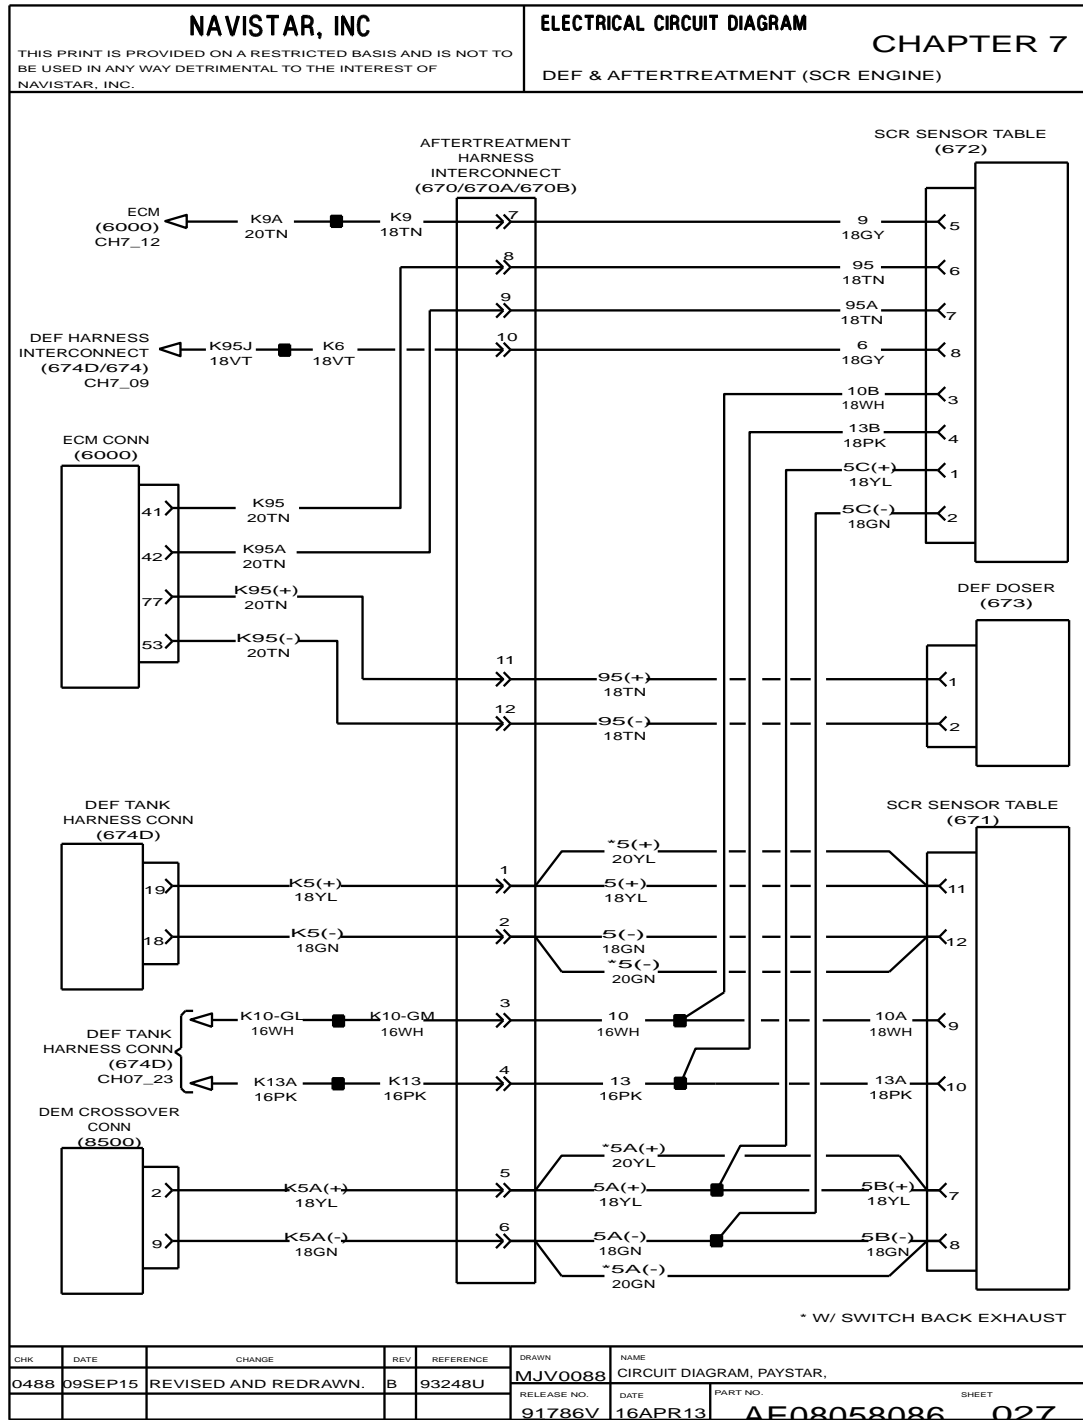 NAVISTAR, INC
THIS PRINT IS PROVIDED ON A RESTRICTED BASIS AND IS NOT TO
BE USED IN ANY WAY DETRIMENTAL TO THE INTEREST OF
NAVISTAR, INC.
ELECTRICAL CIRCUIT DIAGRAM
CHAPTER 7
DEF & AFTERTREATMENT (SCR ENGINE)
AFTERTREATMENT
HARNESS
INTERCONNECT
(670/670A/670B)
SCR SENSOR TABLE
(672)
ECM
(6000)
CH7_12
K9A
20TN
K9
18TN
7
9
18GY
5
8
95
18TN
6
9
95A
18TN
7
DEF HARNESS
INTERCONNECT
(674D/674)
CH7_09
K95J
18VT
K6
18VT
10
6
18GY
8
10B
18WH
3
13B
18PK
4
5C(+)
18YL
1
5C(-)
18GN
2
ECM CONN
(6000)
41
K95
20TN
42
K95A
20TN
77
K95(+)
20TN
53
K95(-)
20TN
DEF DOSER
(673)
11
95(+)
18TN
1
12
95(-)
18TN
2
DEF TANK
HARNESS CONN
(674D)
SCR SENSOR TABLE
(671)
*5(+)
20YL
19
K5(+)
18YL
1
5(+)
18YL
11
18
K5(-)
18GN
2
5(-)
18GN
12
*5(-)
20GN
DEF TANK
HARNESS CONN
(674D)
CH07_23
K10-GL
16WH
K10-GM
16WH
3
10
16WH
10A
18WH
9
K13A
16PK
K13
16PK
4
13
16PK
13A
18PK
10
DEM CROSSOVER
CONN
(8500)
*5A(+)
20YL
2
K5A(+)
18YL
5
5A(+)
18YL
5B(+)
18YL
7
9
K5A(-)
18GN
6
5A(-)
18GN
5B(-)
18GN
8
*5A(-)
20GN
* W/ SWITCH BACK EXHAUST
CHK DATE CHANGE REV REFERENCE
0488 09SEP15 REVISED AND REDRAWN. B 93248U
DRAWN
MJV0088
NAME
CIRCUIT DIAGRAM, PAYSTAR,
RELEASE NO.
91786V
DATE
16APR13
PART NO.
AE08058086
SHEET
027